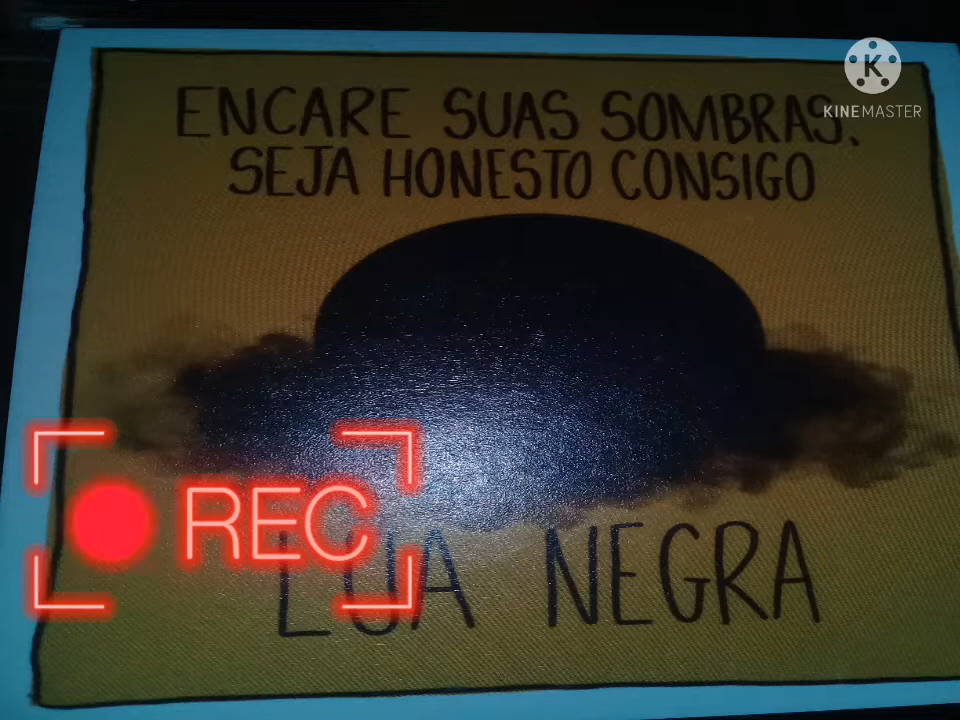 KINEMASTER
ENCARE SUAS SOMBRAS.
SEJA HONESTO CONSIGO
REC
LUA NEGRA